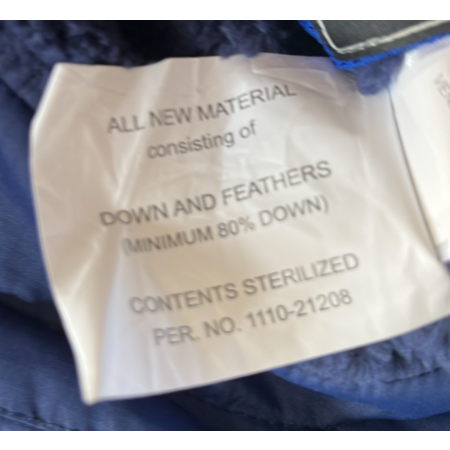 ALL NEW MATERIAL
consisting of
DOWN AND FEATHERS
(MINIMUM 80% DOWN)
CONTENTS STERILIZED
PER. NO. 1110-21208